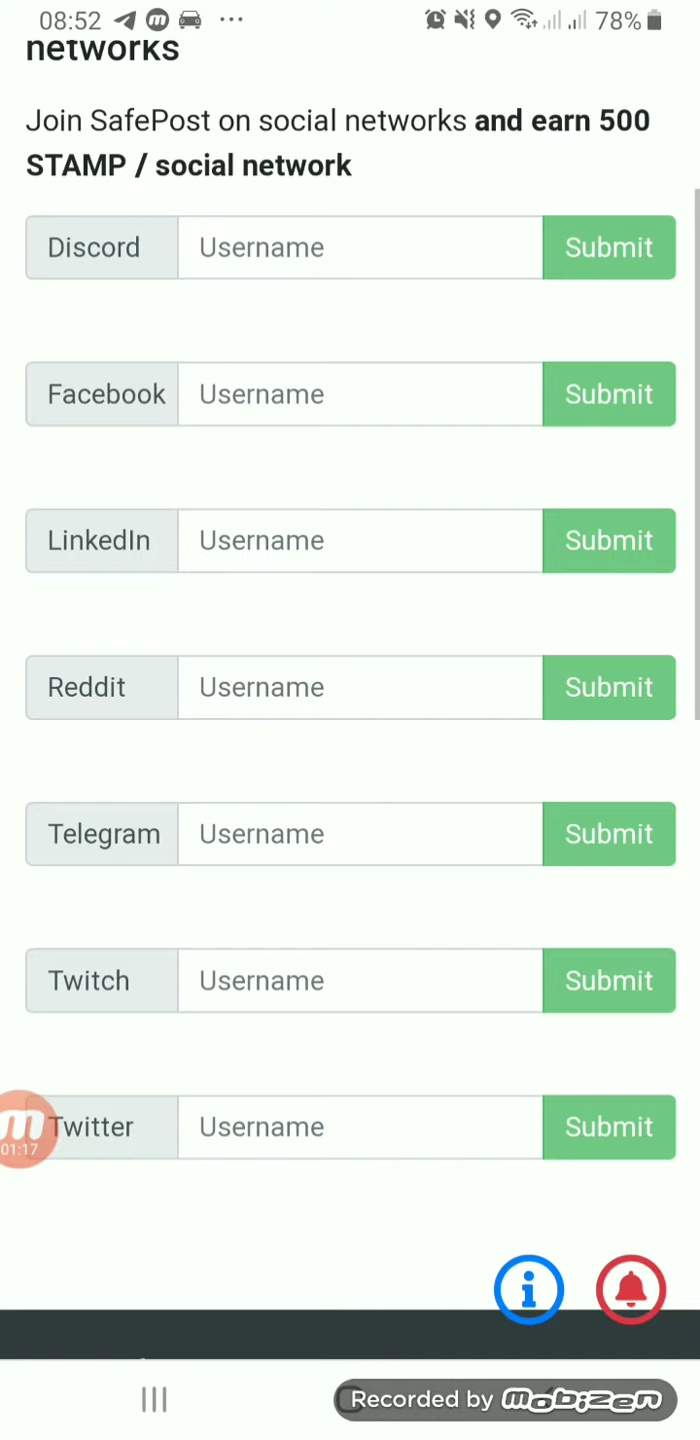 08:52 78%
networks
Join SafePost on social networks and earn 500
STAMP / social network
Discord Username Submit
Facebook Username Submit
LinkedIn Username Submit
Reddit Username Submit
Telegram Username Submit
Twitch Username Submit
Twitter Username Submit
01:17
Recorded by mobizen